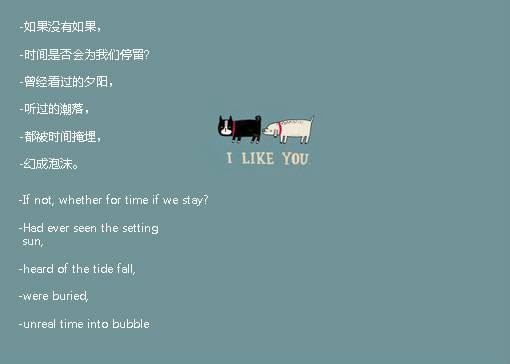 -如果没有如果，
-时间是否会为我们停留?
-曾经看过的夕阳，
-听过的潮落，
-都被时间掩埋，
-幻成泡沫。
I LIKE YOU.
-If not, whether for time if we stay?
-Had ever seen the setting
sun,
-heard of the tide fall,
-were buried,
-unreal time into bubble